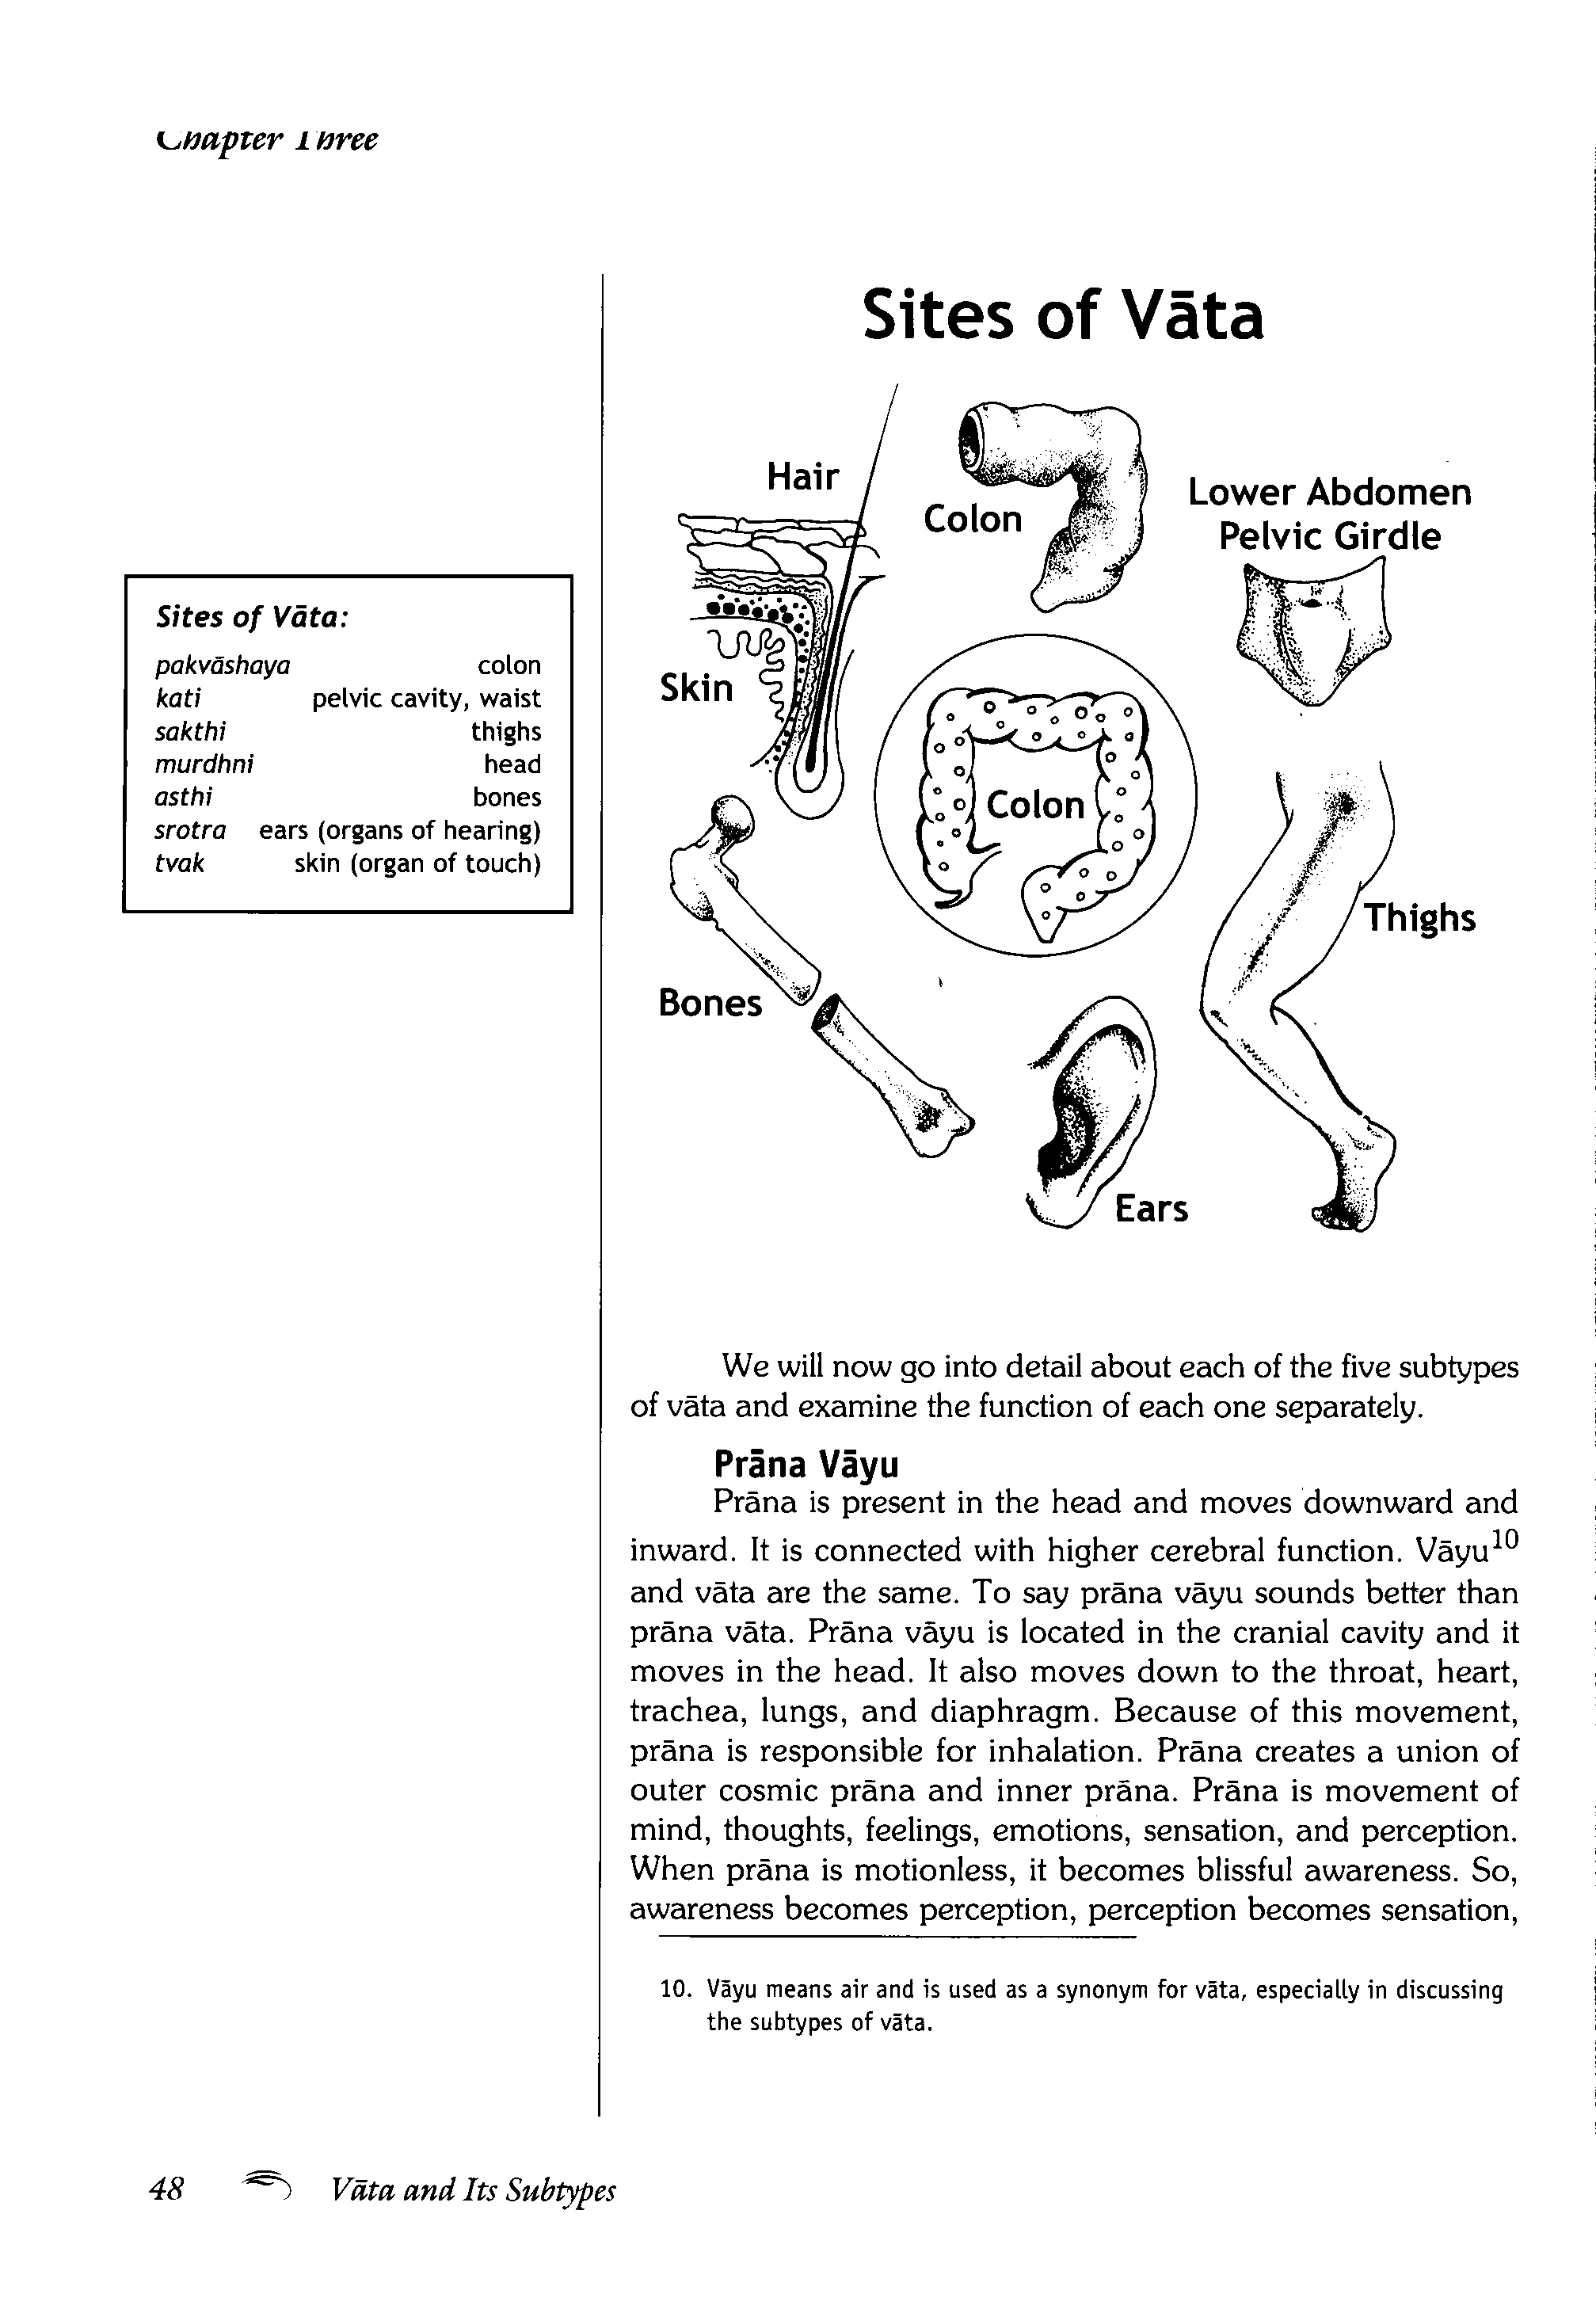 Chapter Three
Sites of Vāta
Hair
Colon
Lower Abdomen
Pelvic Girdle
Skin
Colon
Thighs
Bones
Ears
Sites of Vāta:
pakvāshaya colon
kati pelvic cavity, waist
sakthi thighs
murdhni head
asthi bones
srotra ears (organs of hearing)
tvak skin (organ of touch)
We will now go into detail about each of the five subtypes
of vāta and examine the function of each one separately.
Prāna Vāyu
Prāna is present in the head and moves downward and
inward. It is connected with higher cerebral function. Vāyu10
and vāta are the same. To say prāna vāyu sounds better than
prāna vāta. Prāna vāyu is located in the cranial cavity and it
moves in the head. It also moves down to the throat, heart,
trachea, lungs, and diaphragm. Because of this movement,
prāna is responsible for inhalation. Prāna creates a union of
outer cosmic prāna and inner prāna. Prāna is movement of
mind, thoughts, feelings, emotions, sensation, and perception.
When prāna is motionless, it becomes blissful awareness. So,
awareness becomes perception, perception becomes sensation,
10. Vāyu means air and is used as a synonym for vāta, especially in discussing
the subtypes of vāta.
48 Vāta and Its Subtypes